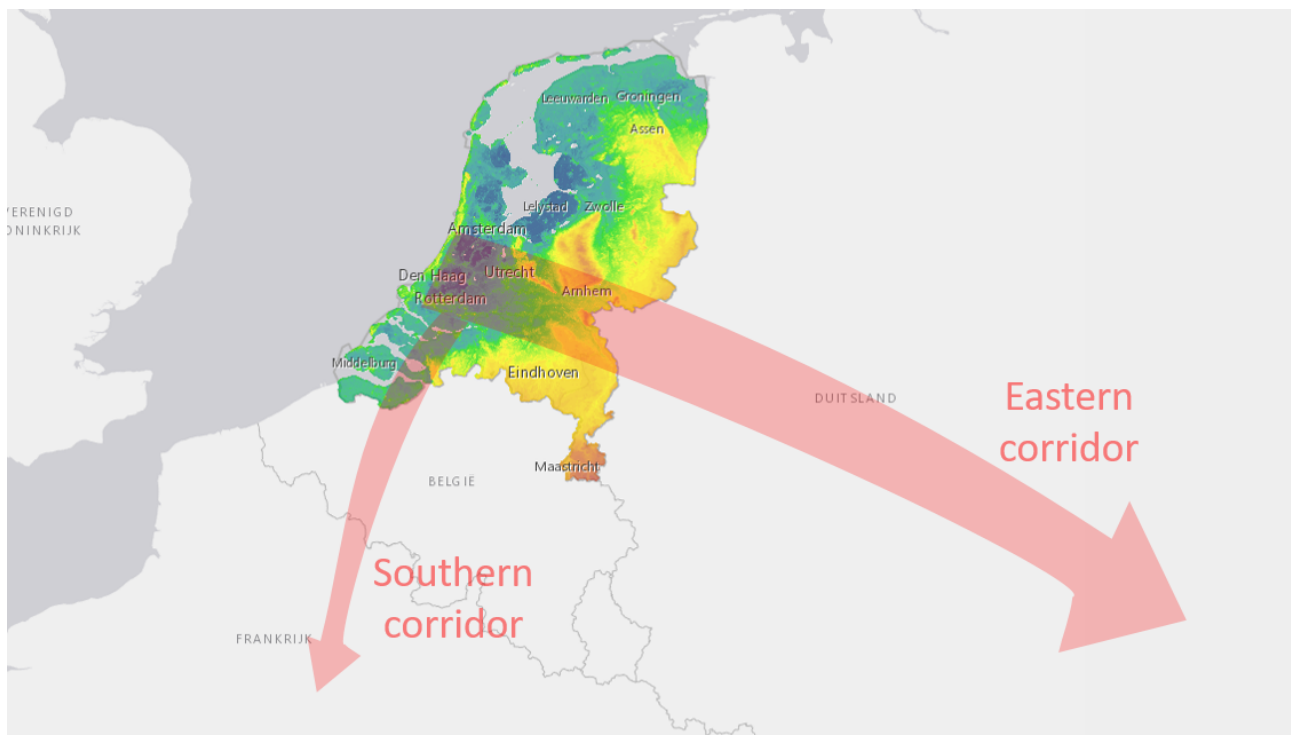 Leeuwarden
Groningen
Assen
VERENIGD
ONINKRIJK
Lelystad
Zwolle
Amsterdam
Den Haag
Utrecht
Rotterdam
Arnhem
Middelburg
Eindhoven
DUITSLAND
Eastern
corridor
Maastricht
BELGIË
Southern
corridor
FRANKRIJK